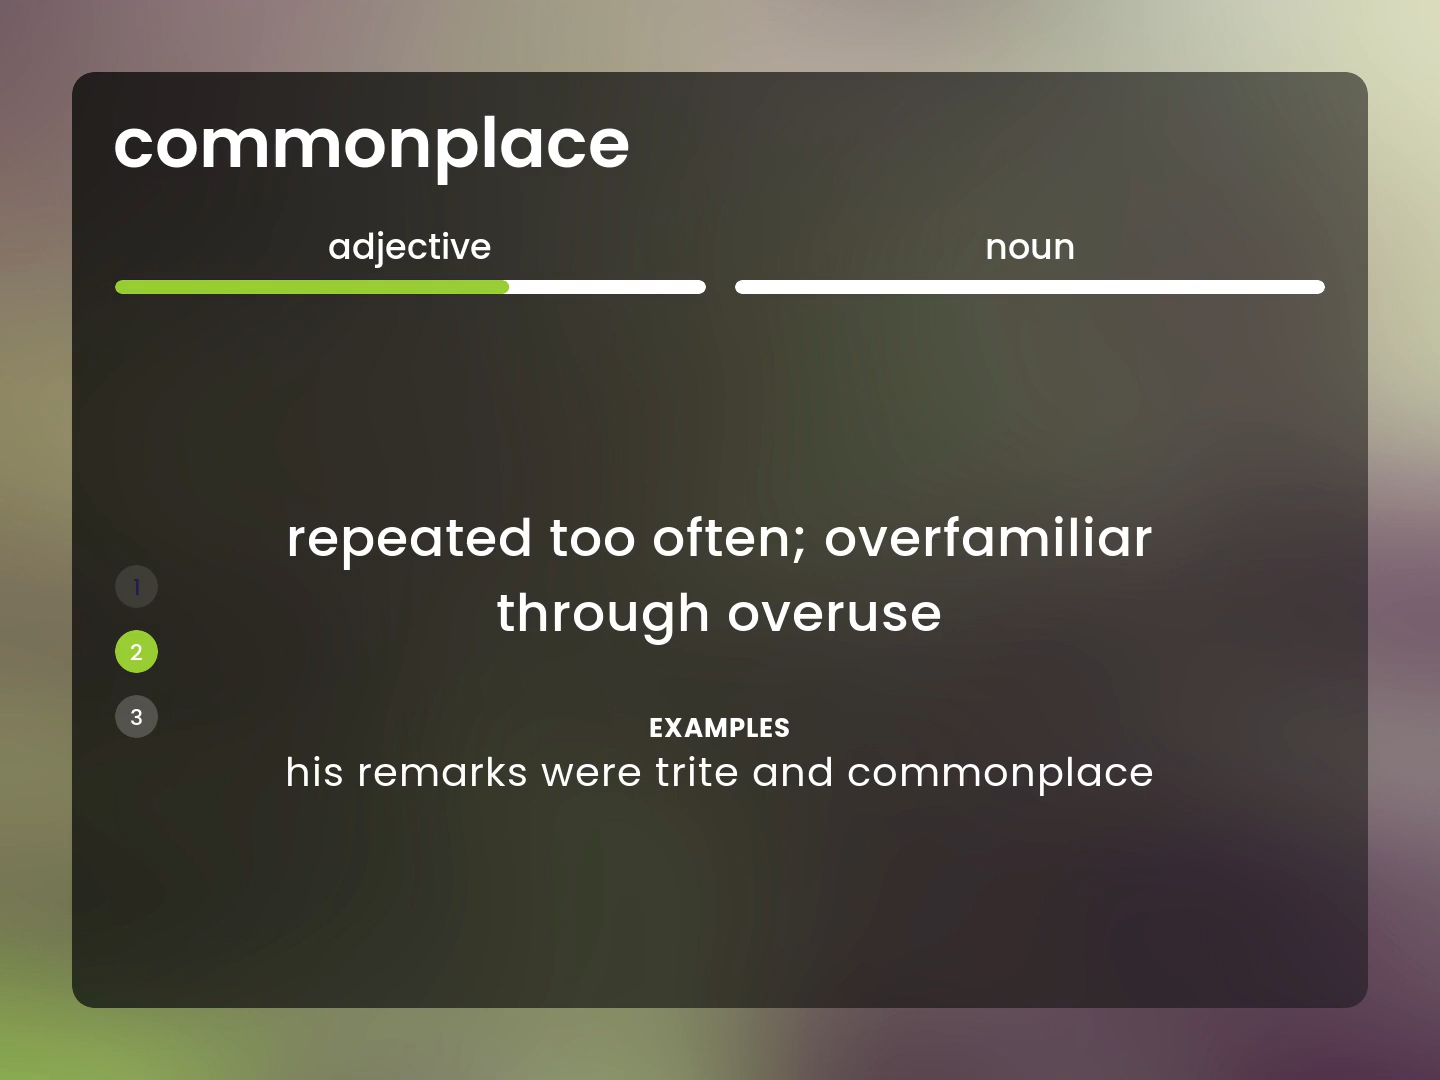 commonplace
adjective
noun
repeated too often; overfamiliar
through overuse
1
2
3
EXAMPLES
his remarks were trite and commonplace